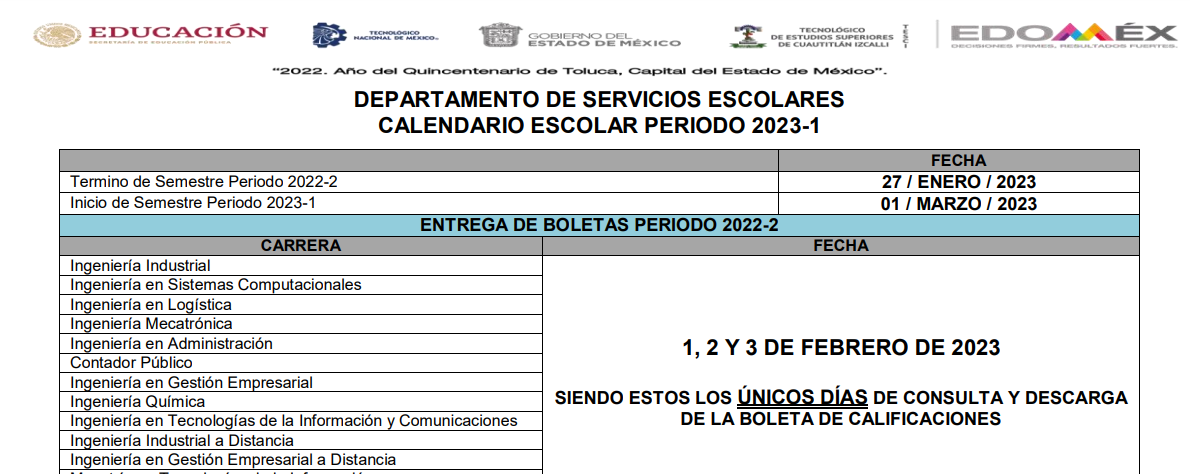 EDUCACIÓN
SECRETARÍA DE EDUCACIÓN PÚBLICA
TECNOLÓGICO
NACIONAL DE MÉXICO
GOBIERNO DEL
ESTADO DE MÉXICO
TECNOLÓGICO
DE ESTUDIOS SUPERIORES
DE CUAUTITLÁN IZCALLI
TESCI
EDOMÉX
DECISIONES FIRMES, RESULTADOS FUERTES.
"2022. Año del Quincentenario de Toluca, Capital del Estado de México".
DEPARTAMENTO DE SERVICIOS ESCOLARES
CALENDARIO ESCOLAR PERIODO 2023-1
FECHA
Termino de Semestre Periodo 2022-2 27 / ENERO / 2023
Inicio de Semestre Periodo 2023-1 01 / MARZO / 2023
ENTREGA DE BOLETAS PERIODO 2022-2
CARRERA FECHA
Ingeniería Industrial
Ingeniería en Sistemas Computacionales
Ingeniería en Logística
Ingeniería Mecatrónica
Ingeniería en Administración
Contador Público
Ingeniería en Gestión Empresarial
Ingeniería Química
Ingeniería en Tecnologías de la Información y Comunicaciones
Ingeniería Industrial a Distancia
Ingeniería en Gestión Empresarial a Distancia
1, 2 Y 3 DE FEBRERO DE 2023
SIENDO ESTOS LOS ÚNICOS DÍAS DE CONSULTA Y DESCARGA
DE LA BOLETA DE CALIFICACIONES